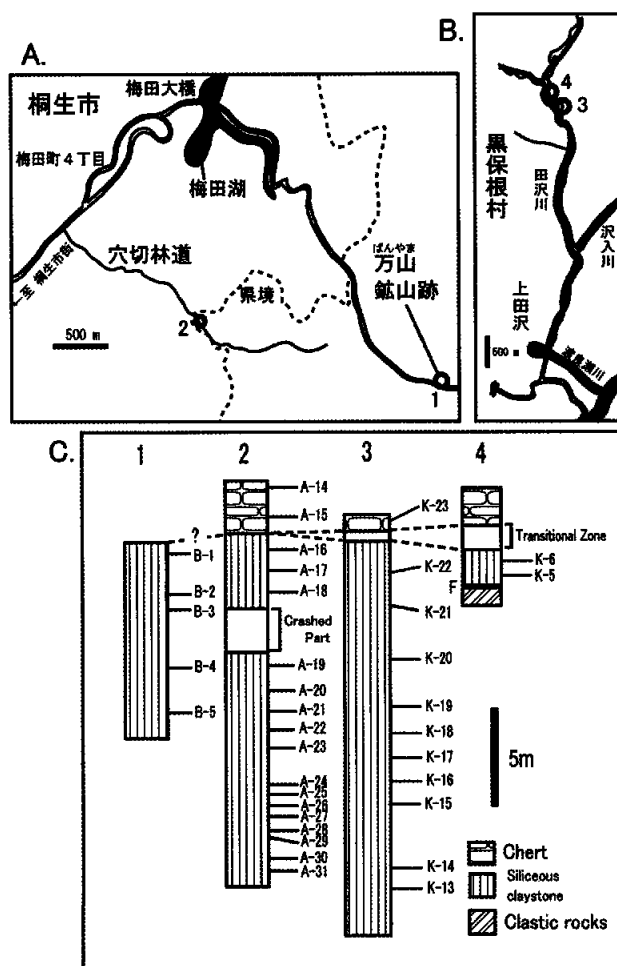 A.
梅田大橋
桐生市
梅田町4丁目
梅田湖
穴切林道
至 桐生市街
県境
ばんやま
万山
鉱山跡
2
500 m
1
B.
4
3
黒保根村
田沢川
沢入川
上田沢
500 m
渡良瀬川
C.
1
2
3
4
A-14
A-15
K-23
?
Transitional Zone
B-1
A-16
K-22
K-6
A-17
K-5
B-2
A-18
F
B-3
K-21
Crashed
Part
B-4
A-19
K-20
A-20
B-5
A-21
K-19
A-22
K-18
A-23
K-17
5m
A-24
K-16
A-25
A-26
K-15
A-27
A-28
A-29
A-30
K-14
A-31
K-13
Chert
Siliceous
claystone
Clastic rocks